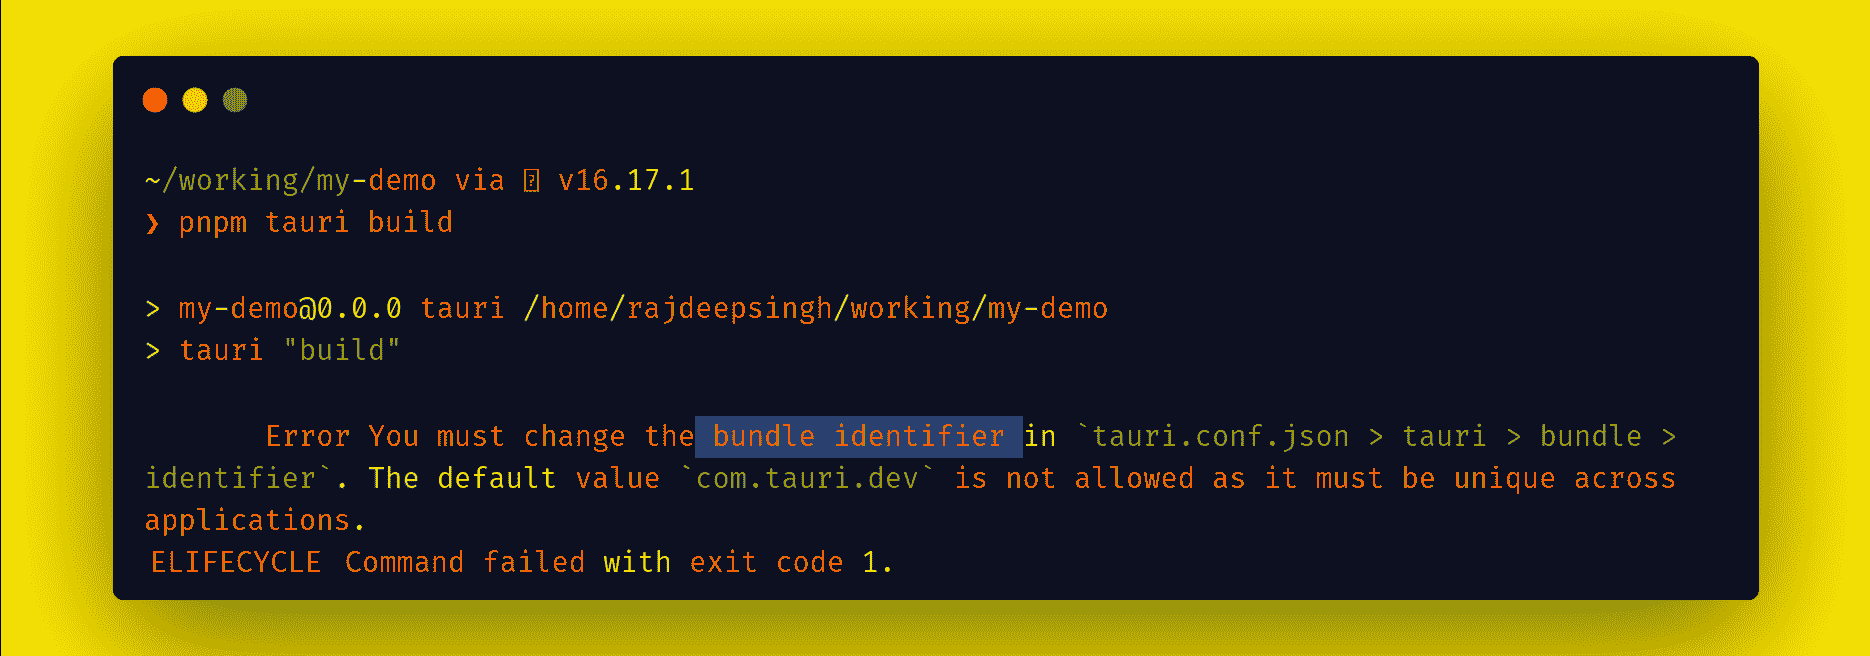 ~/working/my-demo via  v16.17.1
❯ pnpm tauri build
> my-demo@0.0.0 tauri /home/rajdeepsingh/working/my-demo
> tauri "build"
Error You must change the bundle identifier in `tauri.conf.json > tauri > bundle >
identifier`. The default value `com.tauri.dev` is not allowed as it must be unique across
applications.
ELIFECYCLE Command failed with exit code 1.